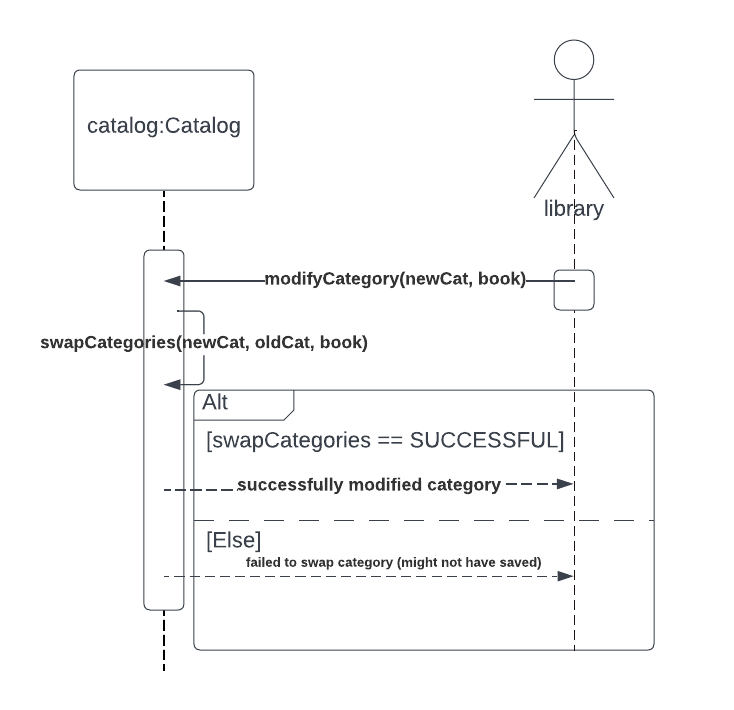 catalog:Catalog
library
modifyCategory(newCat, book)
swapCategories(newCat, oldCat, book)
Alt
[swapCategories == SUCCESSFUL]
successfully modified category
[Else]
failed to swap category (might not have saved)